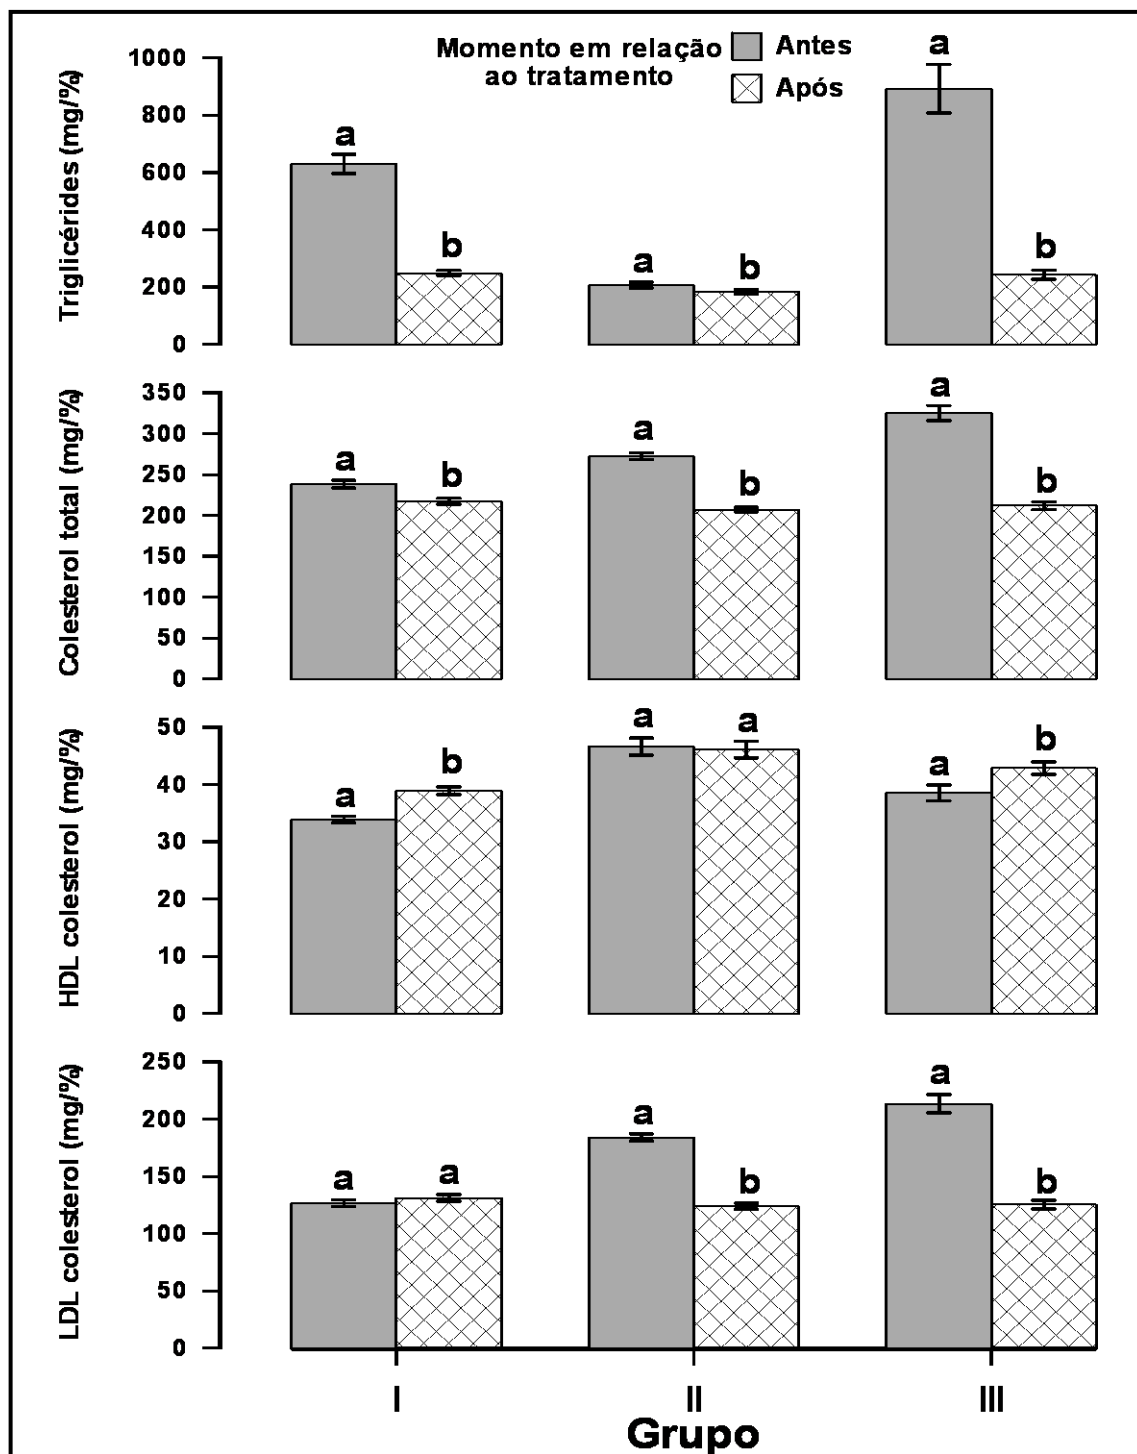 Momento em relação
ao tratamento
Antes
Após
Triglicérides (mg/%)
1000
800
600
400
200
0
a
b
a
b
a
b
Colesterol total (mg/%)
350
300
250
200
150
100
50
0
a
b
a
b
a
b
HDL colesterol (mg/%)
50
40
30
20
10
0
a
b
a
a
a
b
LDL colesterol (mg/%)
250
200
150
100
50
0
a
a
a
b
a
b
I
II
III
Grupo